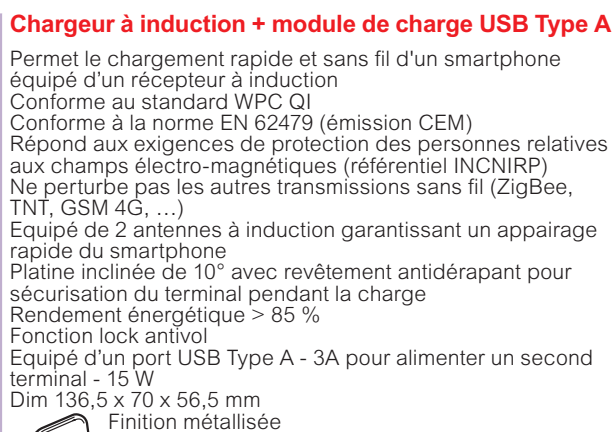 Chargeur à induction + module de charge USB Type A
Permet le chargement rapide et sans fil d'un smartphone
équipé d’un récepteur à induction
Conforme au standard WPC QI
Conforme à la norme EN 62479 (émission CEM)
Répond aux exigences de protection des personnes relatives
aux champs électro-magnétiques (référentiel INCNIRP)
Ne perturbe pas les autres transmissions sans fil (ZigBee,
TNT, GSM 4G, …)
Equipé de 2 antennes à induction garantissant un appairage
rapide du smartphone
Platine inclinée de 10° avec revêtement antidérapant pour
sécurisation du terminal pendant la charge
Rendement énergétique > 85 %
Fonction lock antivol
Equipé d’un port USB Type A - 3A pour alimenter un second
terminal - 15 W
Dim 136,5 x 70 x 56,5 mm
Finition métallisée